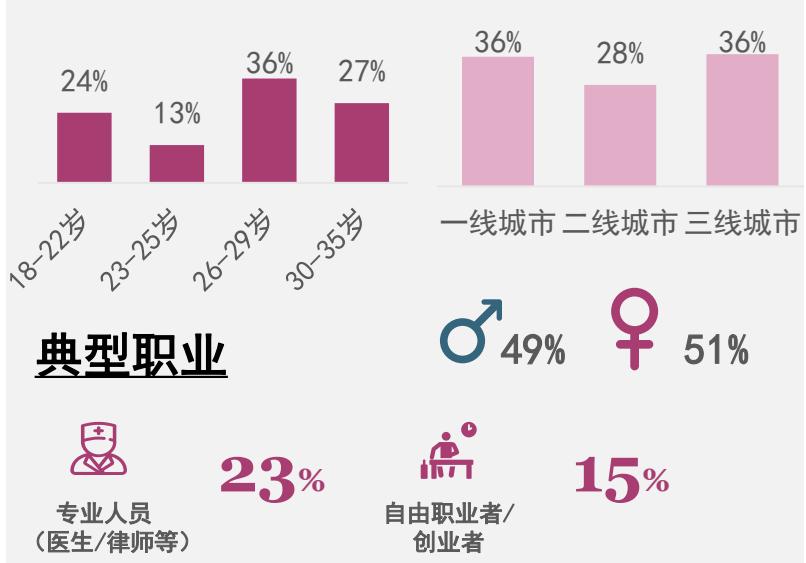 24%
13%
36%
27%
18-22岁
23-25岁
26-29岁
30-35岁
36%
28%
36%
一线城市
二线城市
三线城市
49%
51%
典型职业
23%
专业人员
（医生/律师等）
15%
自由职业者/
创业者